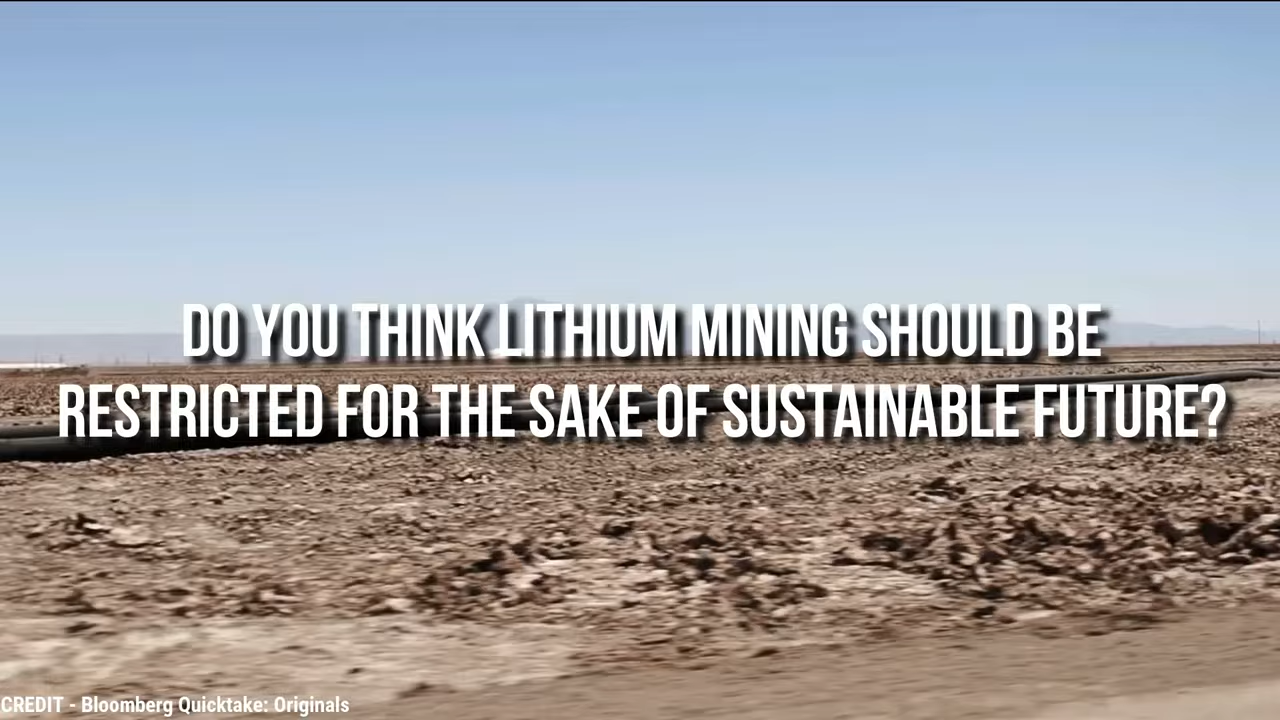 DO YOU THINK LITHIUM MINING SHOULD BE
RESTRICTED FOR THE SAKE OF SUSTAINABLE FUTURE?
CREDIT - Bloomberg Quicktake: Originals